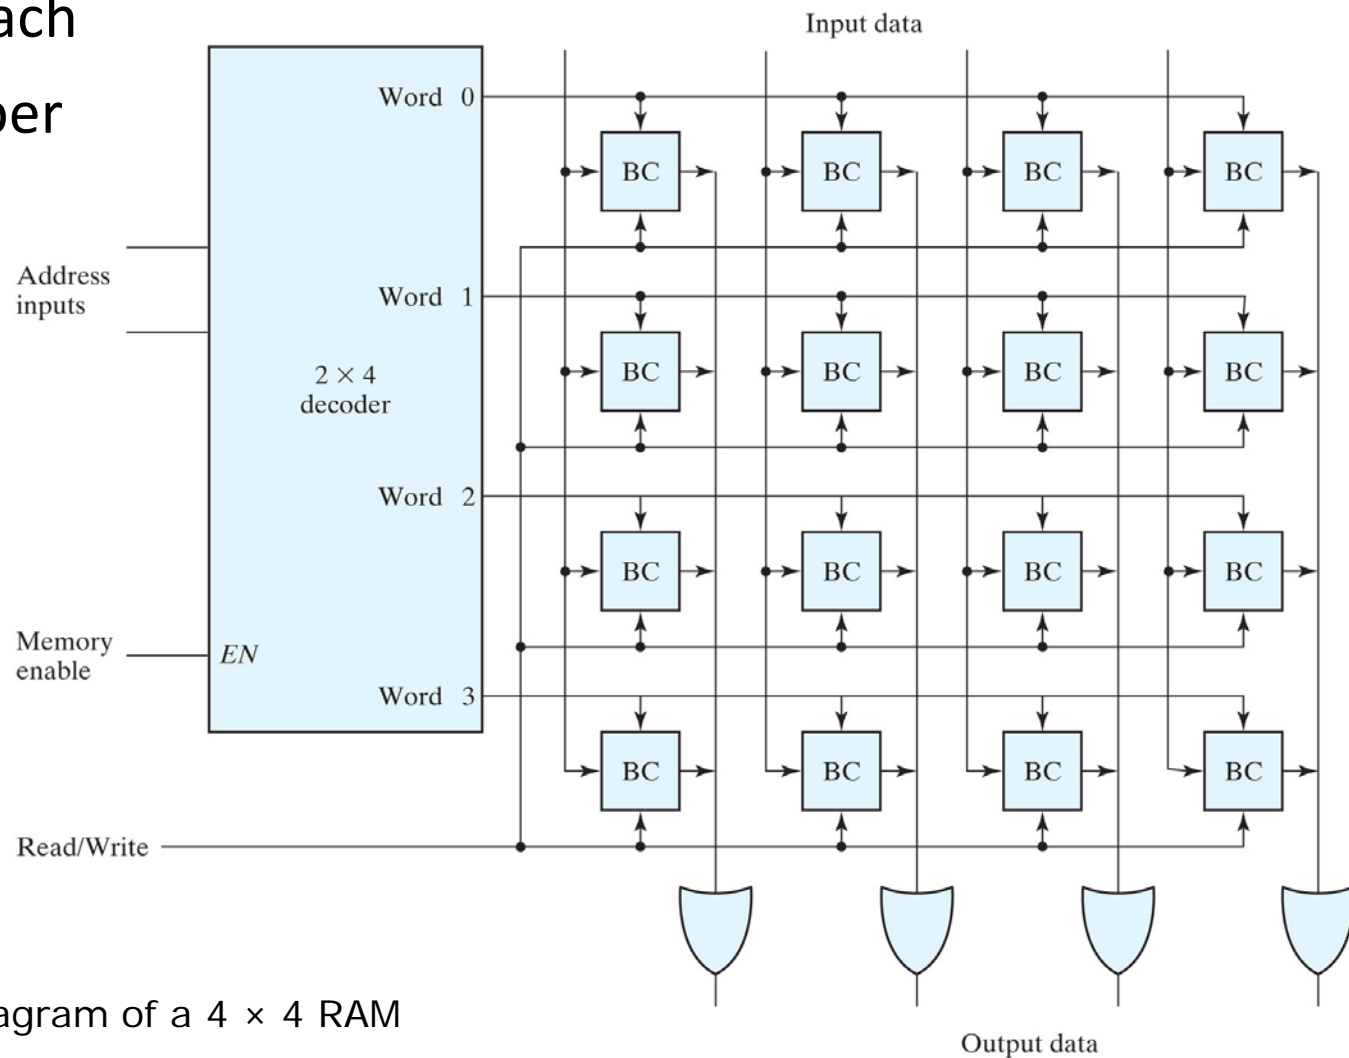 ach
ber
Input data
Word 0
BC BC BC BC
Address
inputs
Word 1
2 × 4
decoder
BC BC BC BC
Word 2
BC BC BC BC
Memory
enable
EN
Word 3
BC BC BC BC
Read/Write
agram of a 4 × 4 RAM
Output data